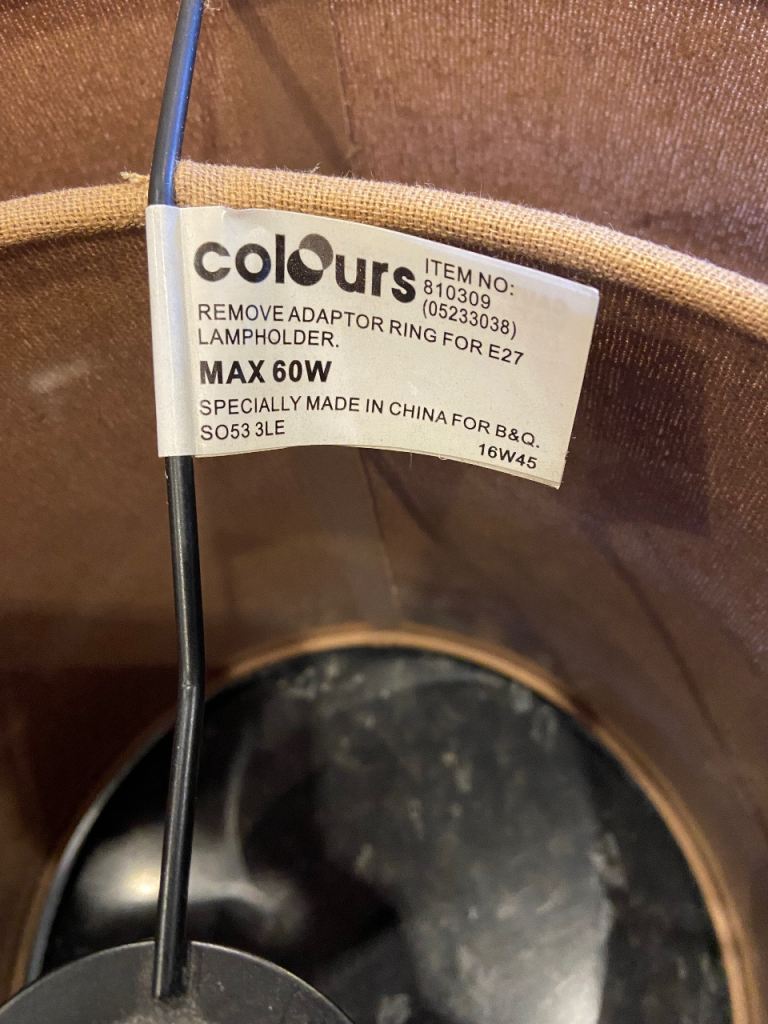 colours
ITEM NO:
810309
(05233038)
REMOVE ADAPTOR RING FOR E27
LAMPHOLDER.
MAX 60W
SPECIALLY MADE IN CHINA FOR B&Q.
SO53 3LE
16W45